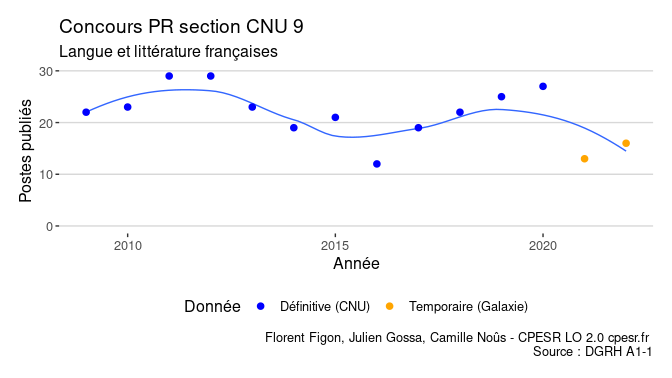 Concours PR section CNU 9
Langue et littérature françaises
Postes publiés
30
20
10
0
2010 2015 2020
Année
Donnée Définitive (CNU) Temporaire (Galaxie)
Florent Figon, Julien Gossa, Camille Noûs - CPESR LO 2.0 cpesr.fr
Source : DGRH A1-1